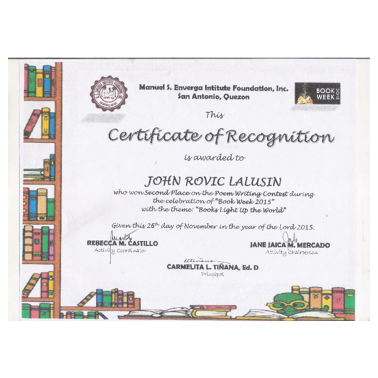 Manuel S. Enverga Intitute Foundation, Inc.
San Antonio, Quezon
BOOK
WEEK
2015
This
Certificate of Recognition
is awarded to
JOHN ROVIC LALUSIN
who won Second Place on the Poem Writing Contest during
the celebration of "Book Week 2015"
with the theme: "Books Light Up the World"
Given this 26th day of November in the year of the Lord 2015.
REBECCA M. CASTILLO
Activity Coordinator
JANE JAICA M. MERCADO
Activity Chairperson
CARMELITA L. TIÑANA, Ed. D
Principal